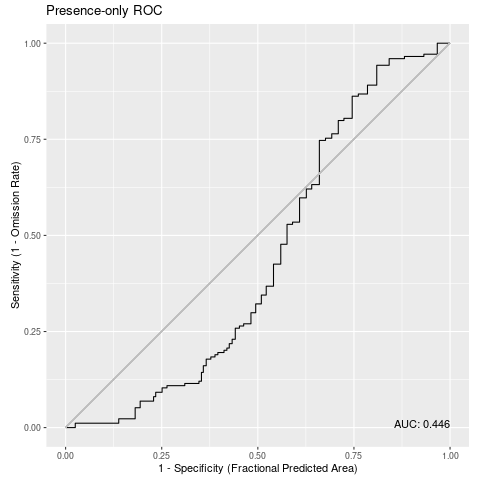 Presence-only ROC
Sensitivity (1 - Omission Rate)
1.00
0.75
0.50
0.25
0.00
AUC: 0.446
0.00 0.25 0.50 0.75 1.00
1 - Specificity (Fractional Predicted Area)